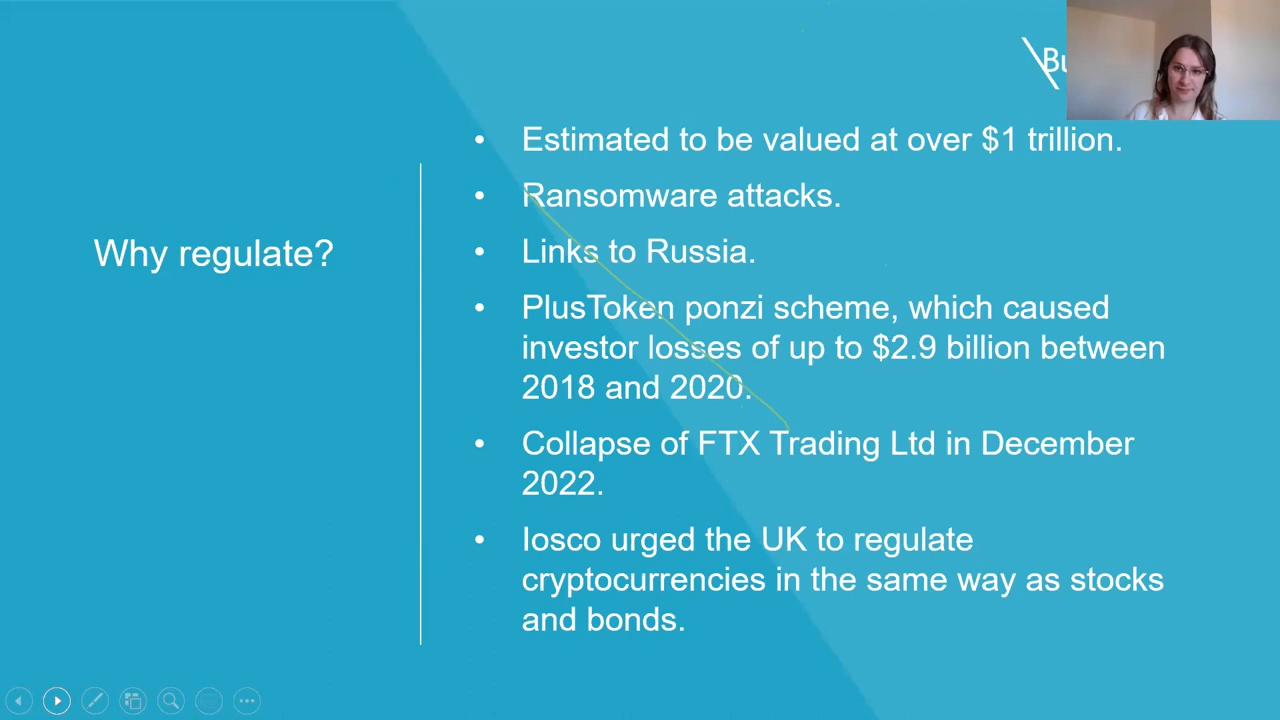 Why regulate?
• Estimated to be valued at over $1 trillion.
• Ransomware attacks.
• Links to Russia.
• PlusToken ponzi scheme, which caused
investor losses of up to $2.9 billion between
2018 and 2020.
• Collapse of FTX Trading Ltd in December
2022.
• Iosco urged the UK to regulate
cryptocurrencies in the same way as stocks
and bonds.